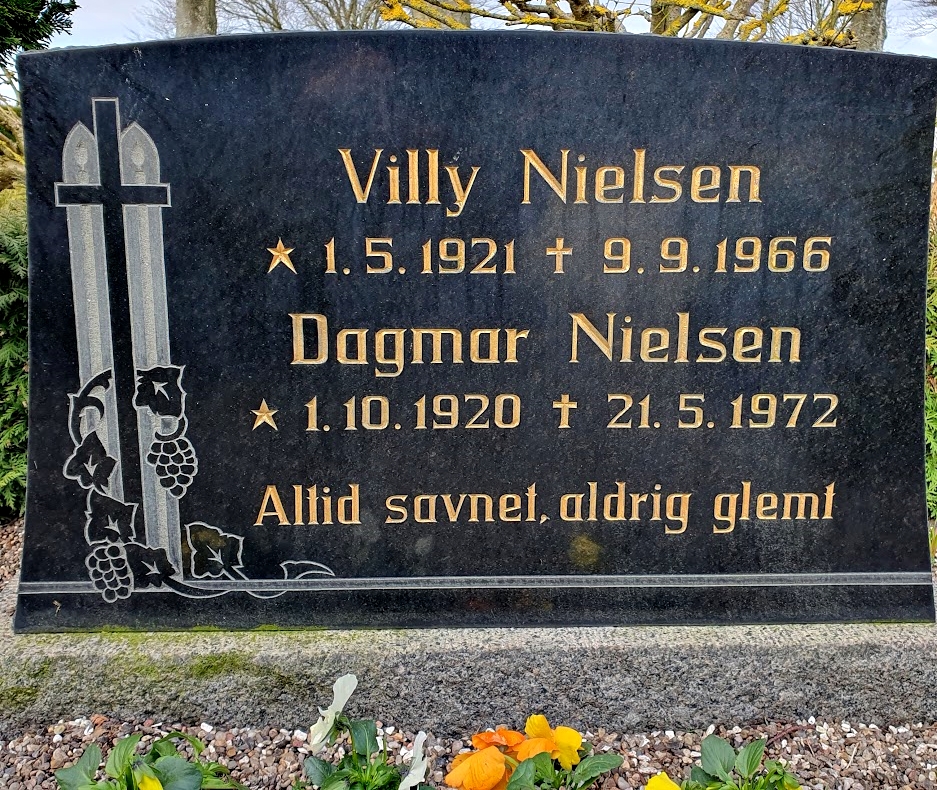 Villy Nielsen
★ 1.5.1921 ✝ 9.9.1966
Dagmar Nielsen
★ 1.10.1920 ✝ 21.5.1972
Altid savnet, aldrig glemt